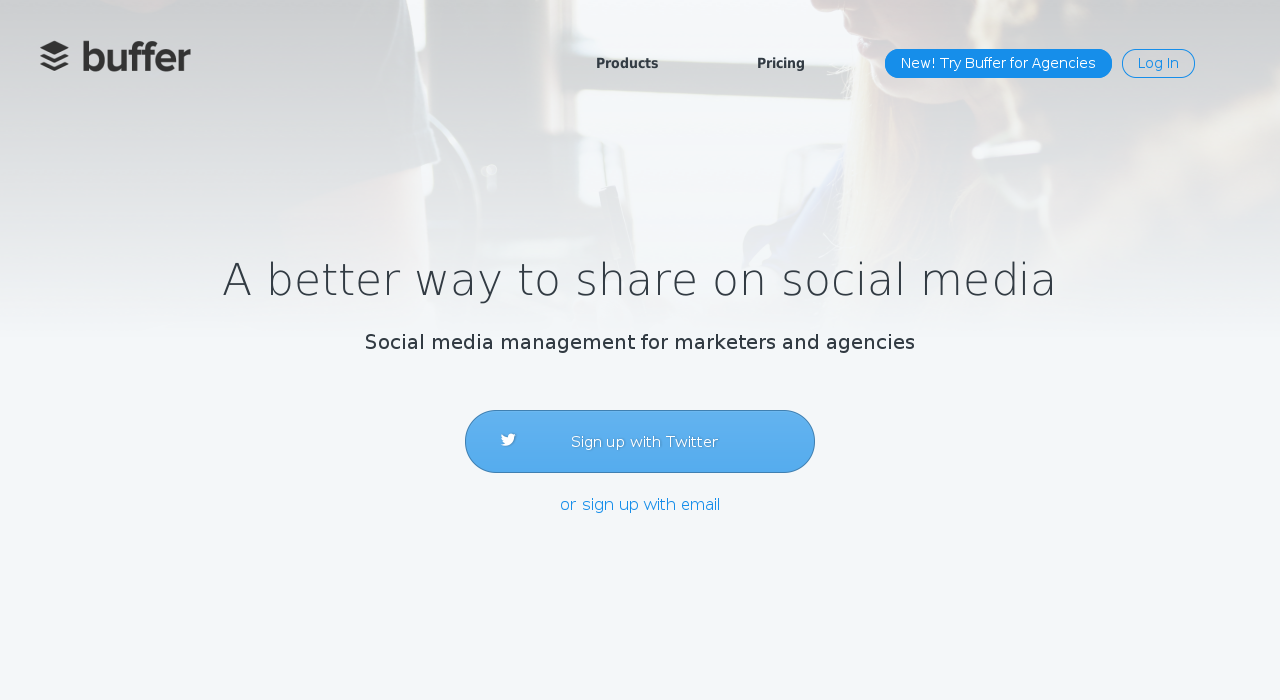 buffer
Products
Pricing
New! Try Buffer for Agencies
Log In
A better way to share on social media
Social media management for marketers and agencies
Sign up with Twitter
or sign up with email